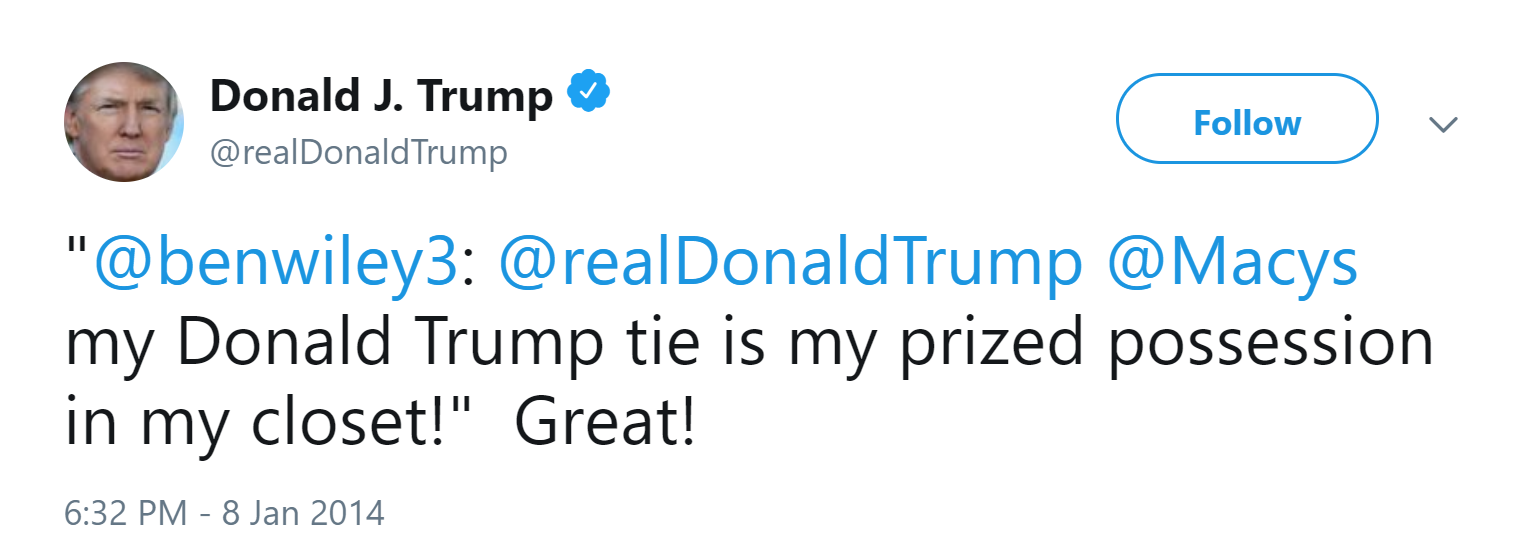 Donald J. Trump
@realDonaldTrump
Follow
"@benwiley3: @realDonaldTrump @Macys
my Donald Trump tie is my prized possession
in my closet!"  Great!
6:32 PM - 8 Jan 2014